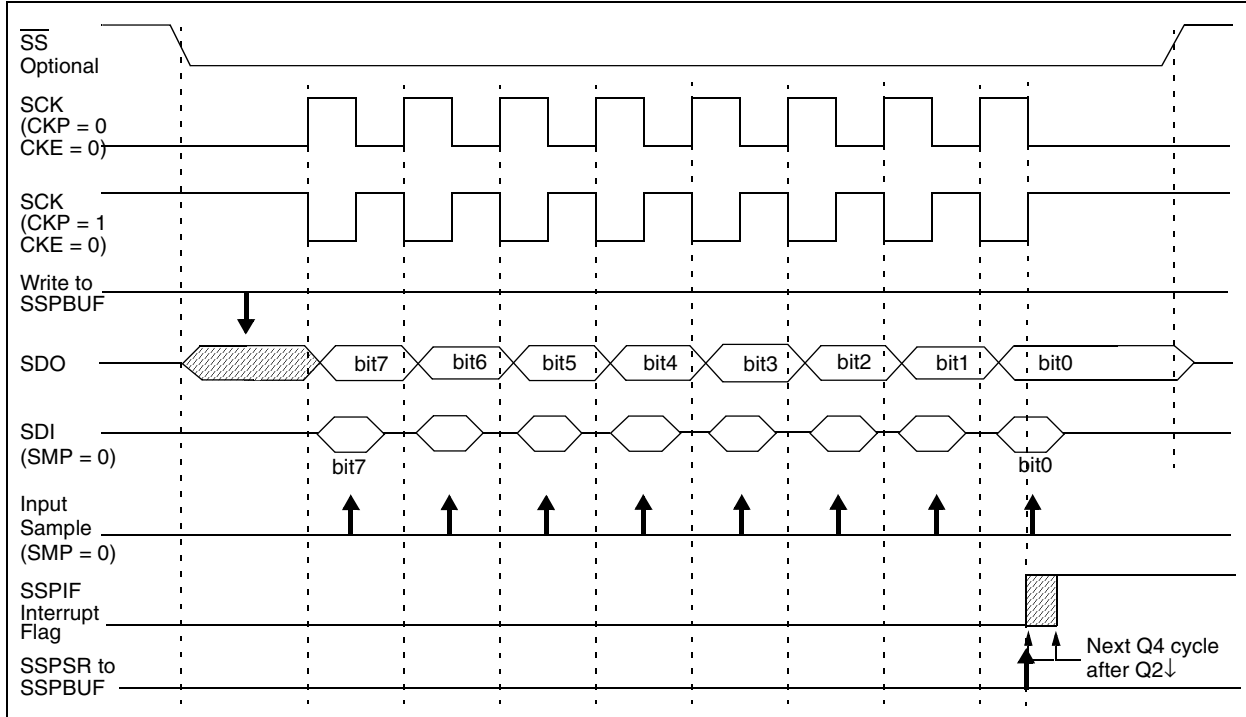 SS
Optional
SCK
(CKP = 0
CKE = 0)
SCK
(CKP = 1
CKE = 0)
Write to
SSPBUF
SDO
bit7 bit6 bit5 bit4 bit3 bit2 bit1 bit0
SDI
(SMP = 0)
bit7 bit0
Input
Sample
(SMP = 0)
SSPIF
Interrupt
Flag
Next Q4 cycle
after Q2↓
SSPSR to
SSPBUF